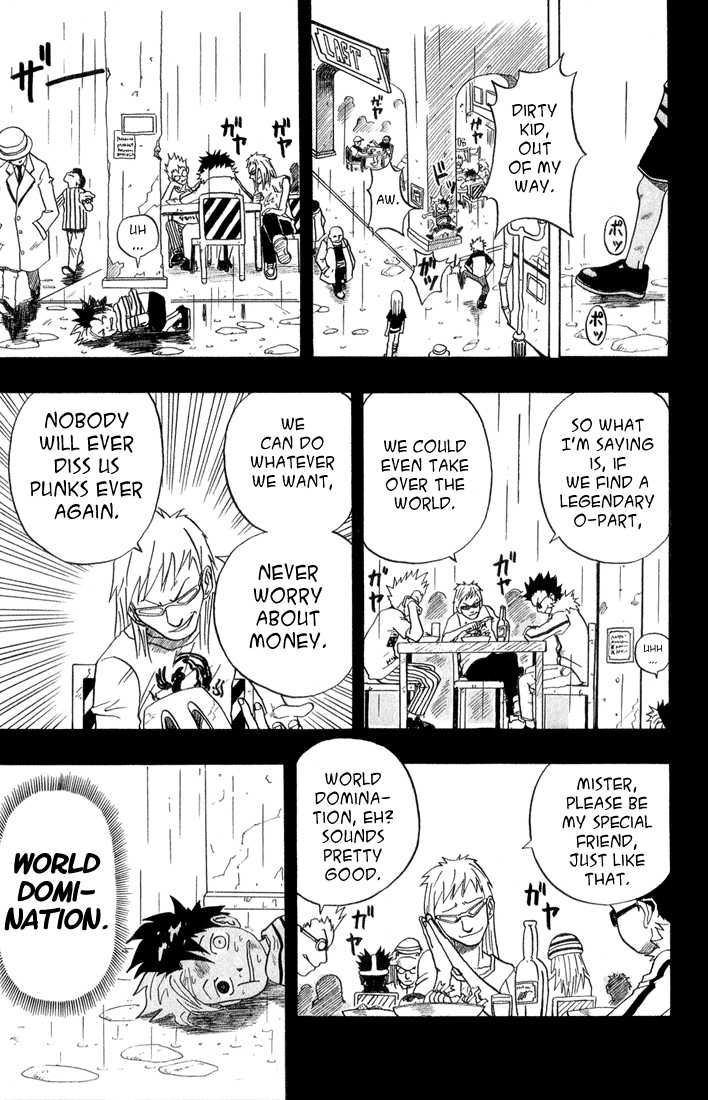 DIRTY
KID,
OUT
OF MY
WAY.
LAST
AW.
ポッ
ポッ
ガヤ
ザー
ガヤ
UH
...
SO WHAT
I'M SAYING
IS, IF
WE FIND A
LEGENDARY
O-PART,
WE COULD
EVEN TAKE
OVER THE
WORLD.
ガヤ
ガヤ
UHH
...
WE
CAN DO
WHATEVER
WE WANT,
NEVER
WORRY
ABOUT
MONEY.
NOBODY
WILL EVER
DISS US
PUNKS EVER
AGAIN.
MISTER,
PLEASE BE
MY SPECIAL
FRIEND,
JUST LIKE
THAT.
WORLD
DOMINA-
TION, EH?
SOUNDS
PRETTY
GOOD.
ガヤ
ガヤ
WORLD
DOMI-
NATION.